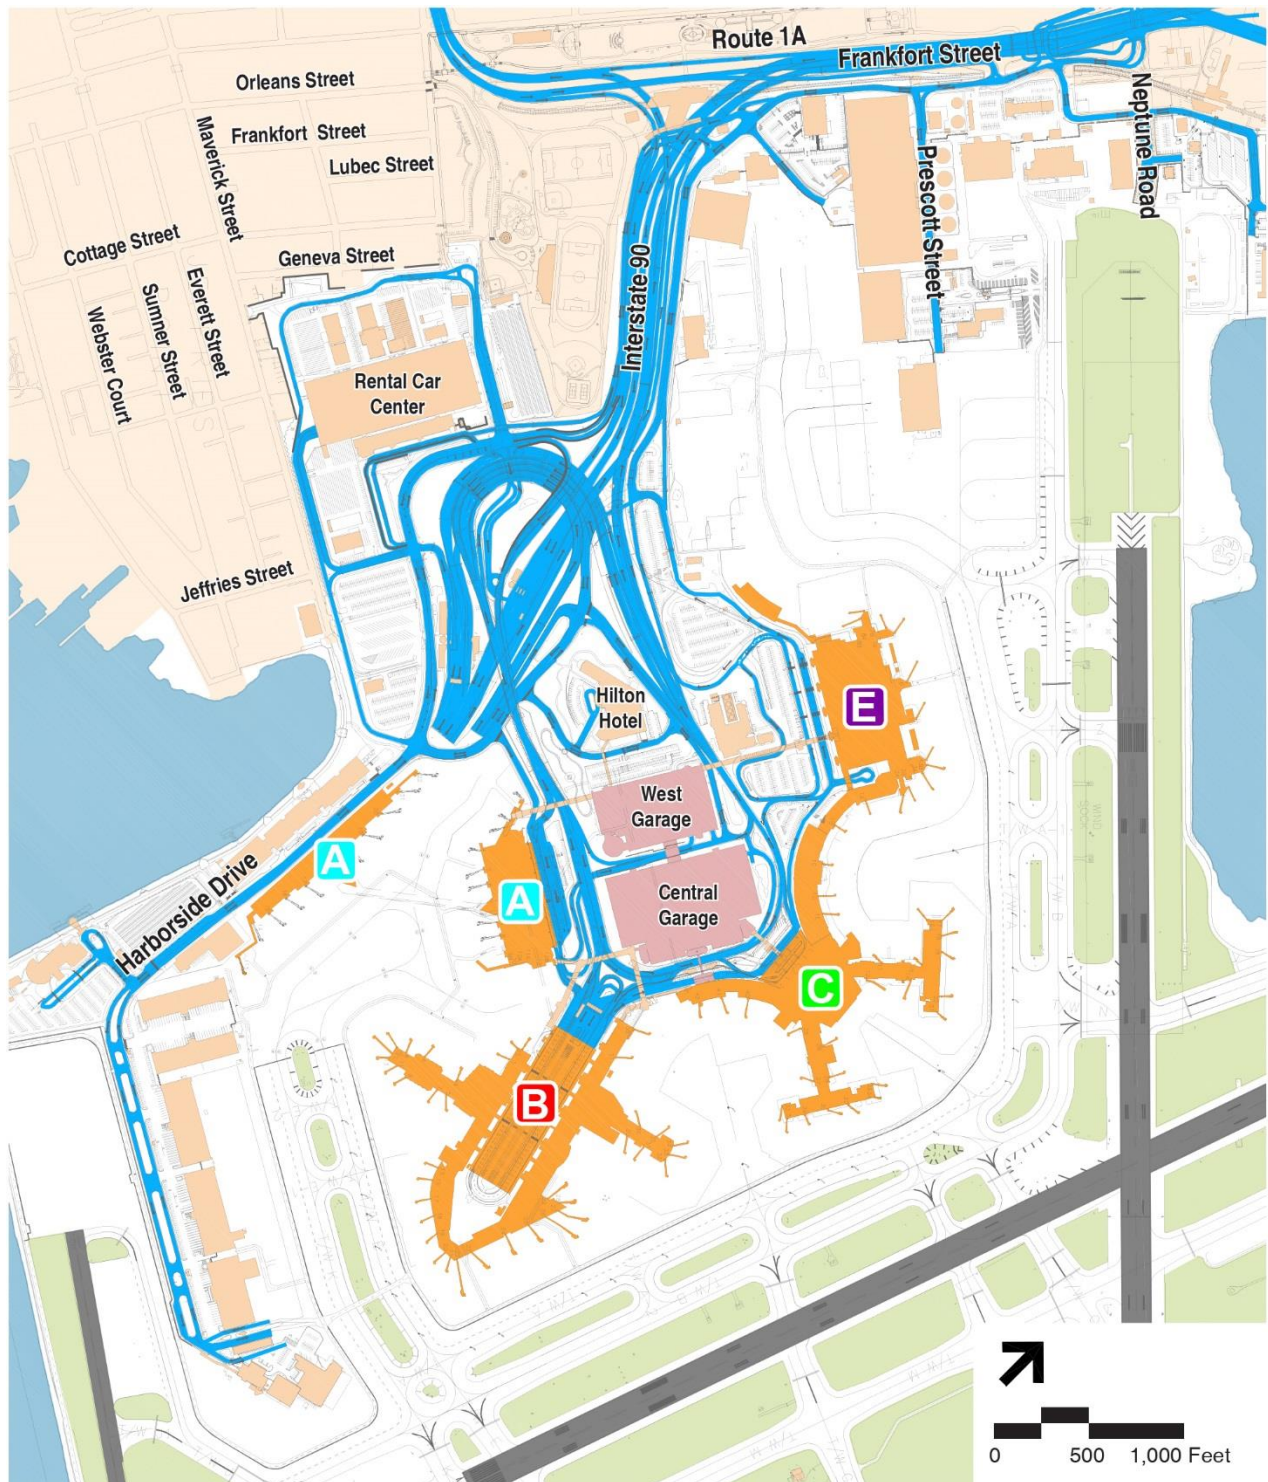 Route 1A
Frankfort Street
Orleans Street
Neptune Road
Maverick Street
Frankfort Street
Lubec Street
Prescott Street
Cottage Street
Geneva Street
Interstate 90
Everett Street
Sumner Street
Webster Court
Rental Car
Center
Jeffries Street
E
Hilton
Hotel
West
Garage
A
Harborside Drive
A
Central
Garage
C
B
0 500 1,000 Feet